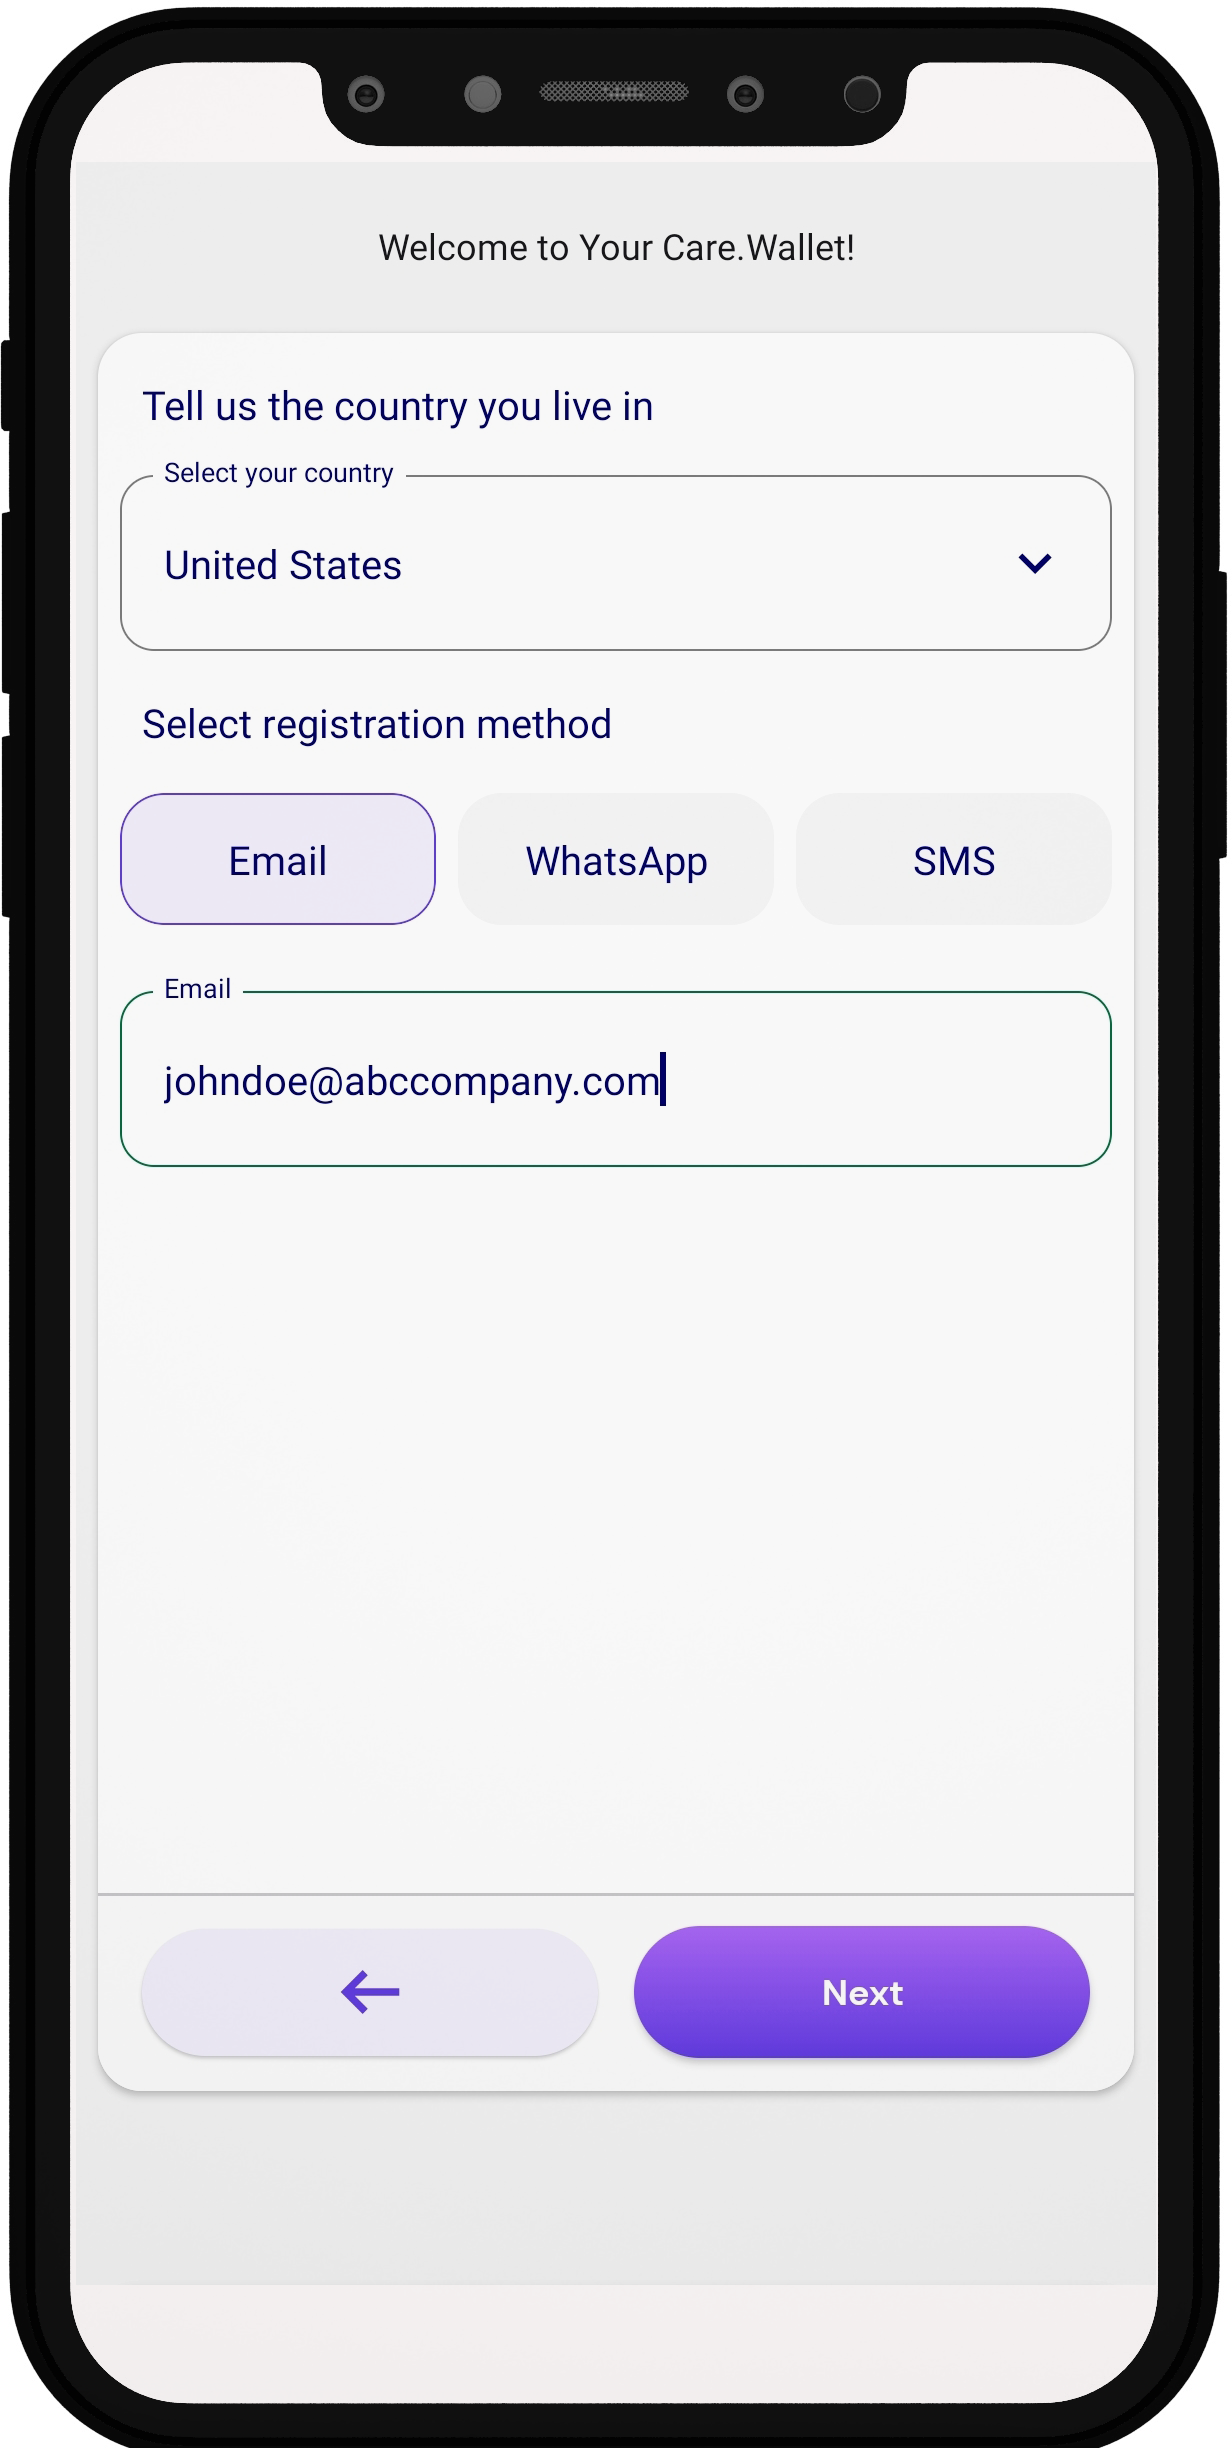 Welcome to Your Care.Wallet!
Tell us the country you live in
Select your country
United States
Select registration method
Email
WhatsApp
SMS
Email
johndoe@abccompany.com
Next